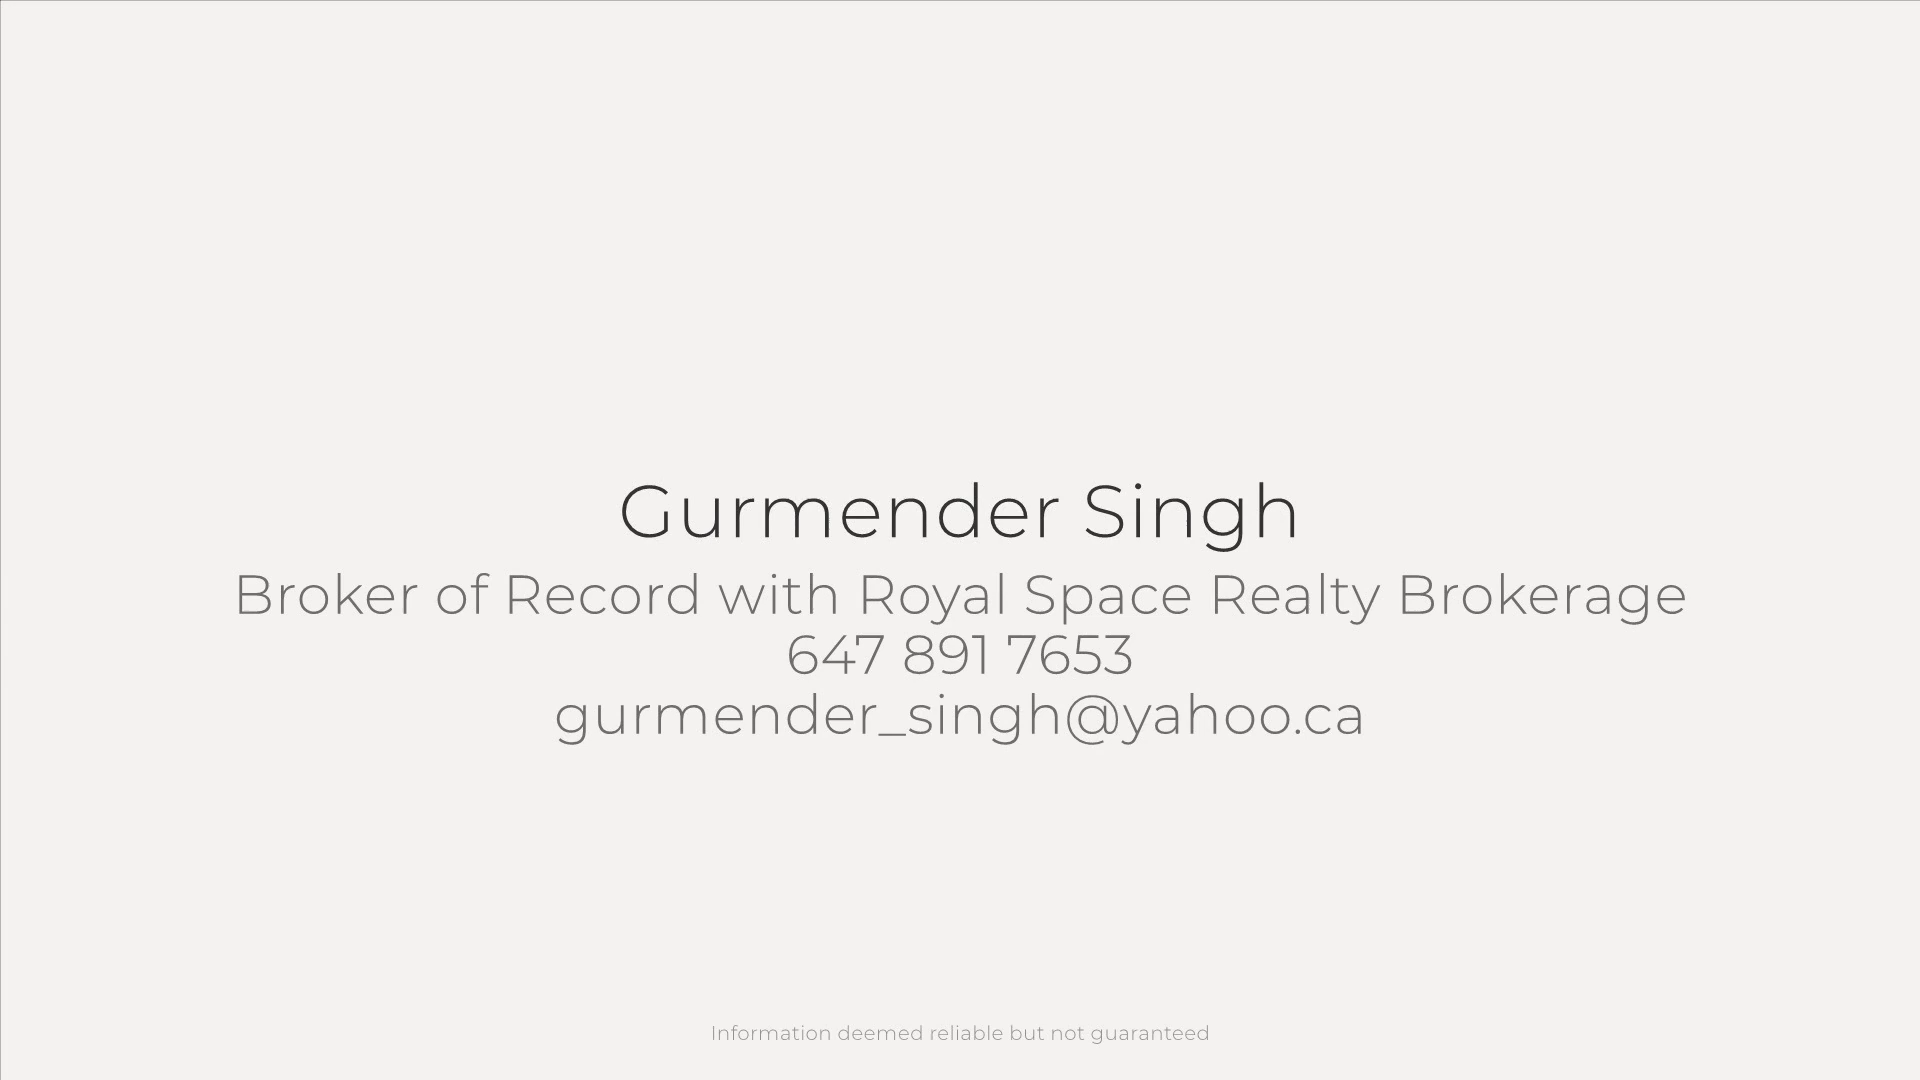 Gurmender Singh
Broker of Record with Royal Space Realty Brokerage
647 891 7653
gurmender_singh@yahoo.ca
Information deemed reliable but not guaranteed